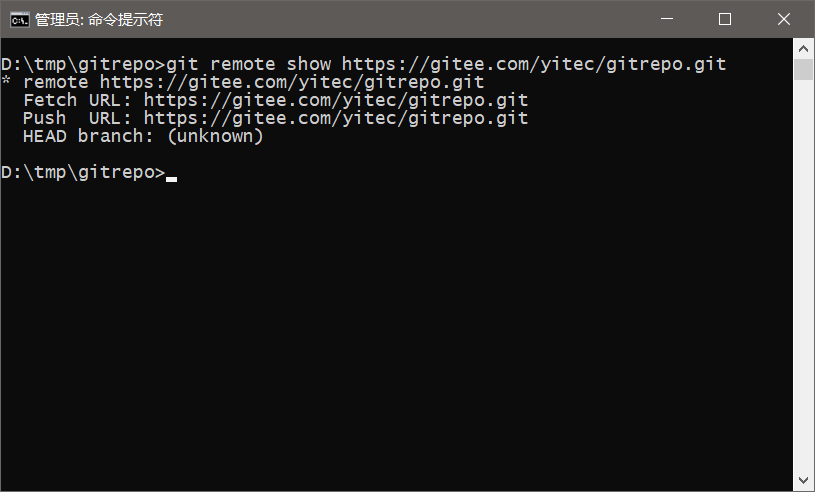 管理员: 命令提示符
D:\tmp\gitrepo>git remote show https://gitee.com/yitec/gitrepo.git
* remote https://gitee.com/yitec/gitrepo.git
  Fetch URL: https://gitee.com/yitec/gitrepo.git
  Push  URL: https://gitee.com/yitec/gitrepo.git
  HEAD branch: (unknown)
D:\tmp\gitrepo>